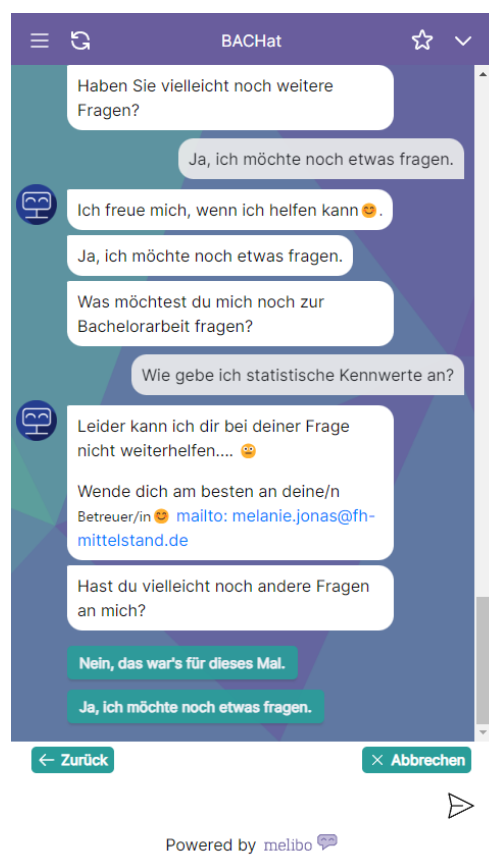 BACHat
Haben Sie vielleicht noch weitere
Fragen?
Ja, ich möchte noch etwas fragen.
Ich freue mich, wenn ich helfen kann😊.
Ja, ich möchte noch etwas fragen.
Was möchtest du mich noch zur
Bachelorarbeit fragen?
Wie gebe ich statistische Kennwerte an?
Leider kann ich dir bei deiner Frage
nicht weiterhelfen.... 😕
Wende dich am besten an deine/n
Betreuer/in😊 mailto: melanie.jonas@fh-
mittelstand.de
Hast du vielleicht noch andere Fragen
an mich?
Nein, das war's für dieses Mal.
Ja, ich möchte noch etwas fragen.
← Zurück
× Abbrechen
Powered by melibo